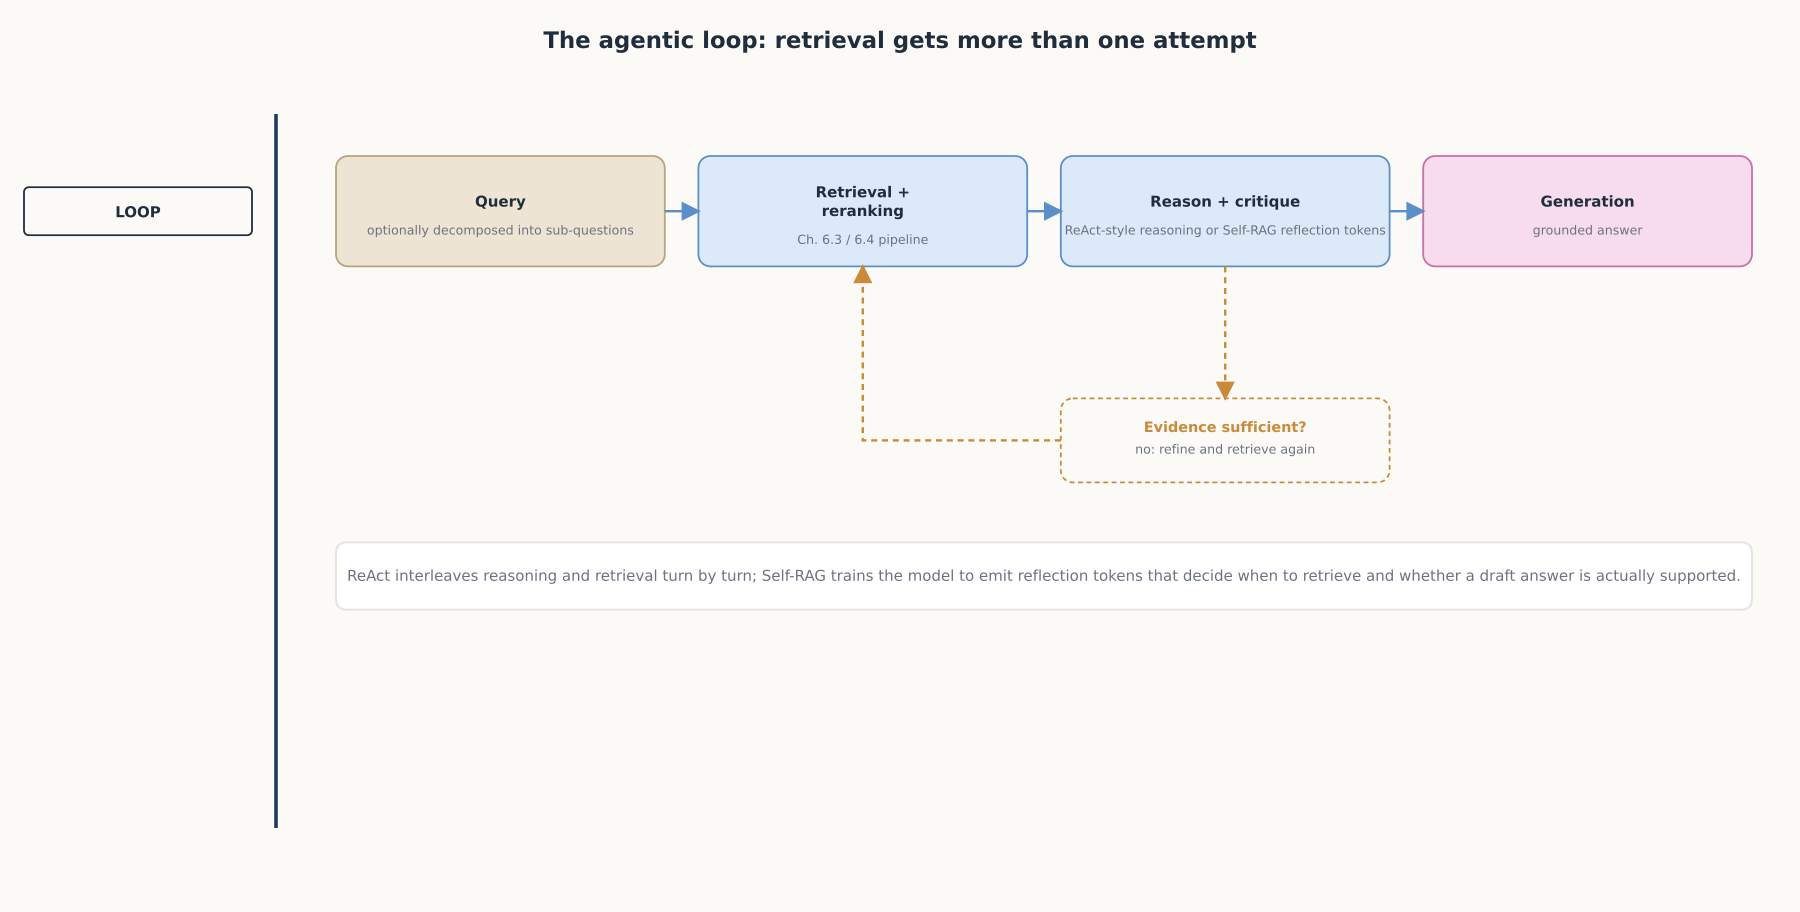 The agentic loop: retrieval gets more than one attempt
LOOP
Query
optionally decomposed into sub-questions
Retrieval +
reranking
Ch. 6.3 / 6.4 pipeline
Reason + critique
ReAct-style reasoning or Self-RAG reflection tokens
Generation
grounded answer
Evidence sufficient?
no: refine and retrieve again
ReAct interleaves reasoning and retrieval turn by turn; Self-RAG trains the model to emit reflection tokens that decide when to retrieve and whether a draft answer is actually supported.